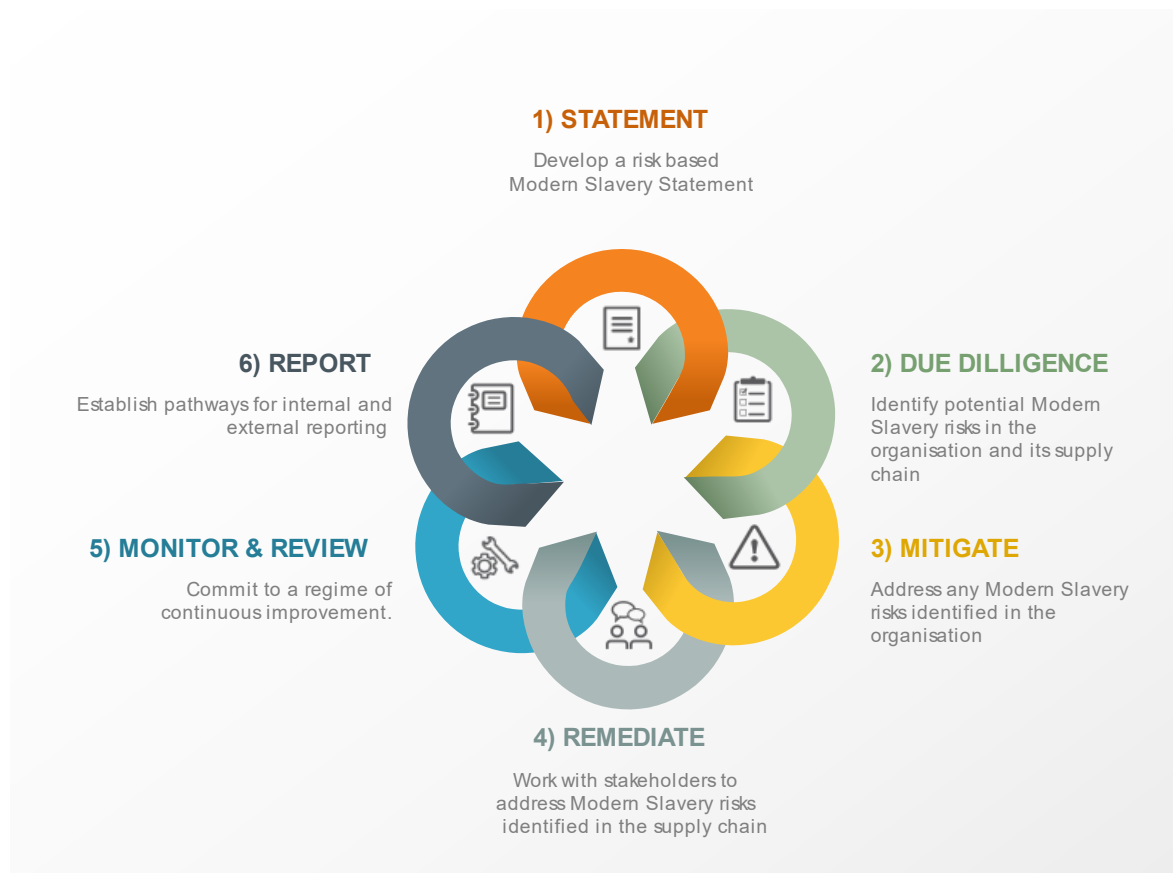 1) STATEMENT
Develop a risk based
Modern Slavery Statement
2) DUE DILLIGENCE
Identify potential Modern
Slavery risks in the
organisation and its supply
chain
3) MITIGATE
Address any Modern Slavery
risks identified in the
organisation
4) REMEDIATE
Work with stakeholders to
address Modern Slavery risks
identified in the supply chain
5) MONITOR & REVIEW
Commit to a regime of
continuous improvement.
6) REPORT
Establish pathways for internal and
external reporting